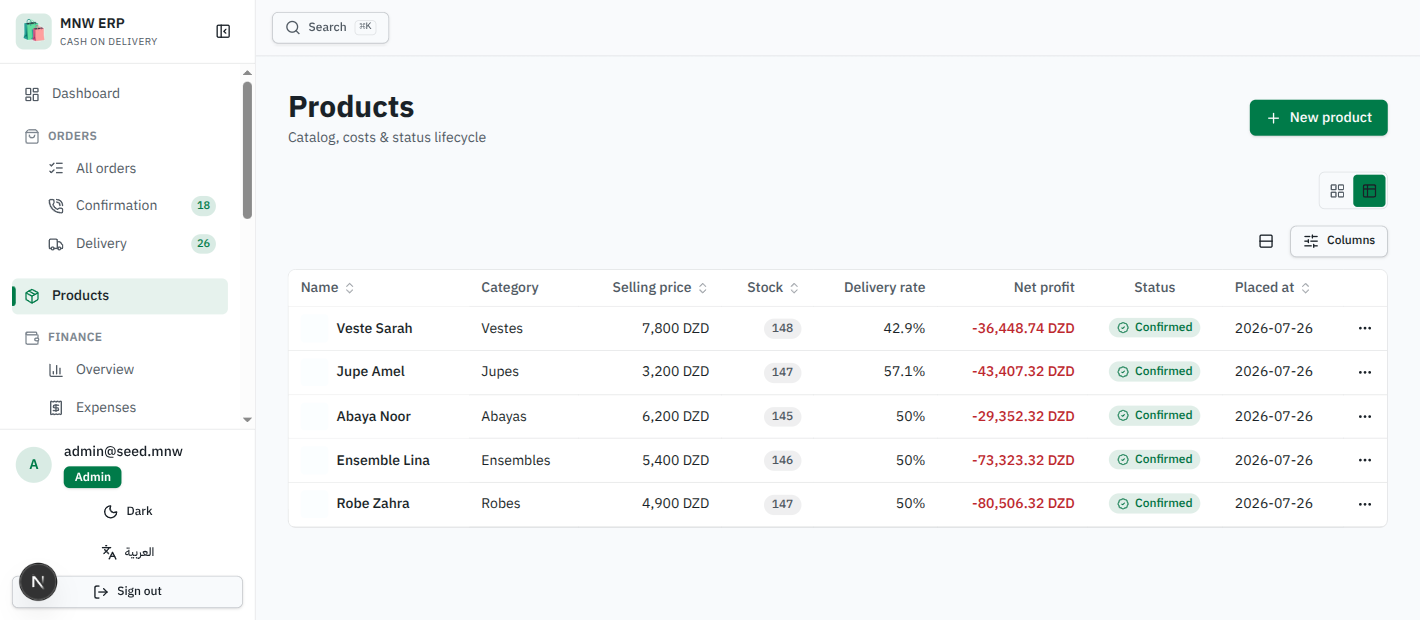 MNW ERP
CASH ON DELIVERY
Search ⌘K
Dashboard
ORDERS
All orders
Confirmation 18
Delivery 26
Products
FINANCE
Overview
Expenses
A
admin@seed.mnw
Admin
Dark
العربية
N
Sign out
Products
Catalog, costs & status lifecycle
New product
Columns
Name Category Selling price Stock Delivery rate Net profit Status Placed at
Veste Sarah Vestes 7,800 DZD 148 42.9% -36,448.74 DZD Confirmed 2026-07-26
Jupe Amel Jupes 3,200 DZD 147 57.1% -43,407.32 DZD Confirmed 2026-07-26
Abaya Noor Abayas 6,200 DZD 145 50% -29,352.32 DZD Confirmed 2026-07-26
Ensemble Lina Ensembles 5,400 DZD 146 50% -73,323.32 DZD Confirmed 2026-07-26
Robe Zahra Robes 4,900 DZD 147 50% -80,506.32 DZD Confirmed 2026-07-26